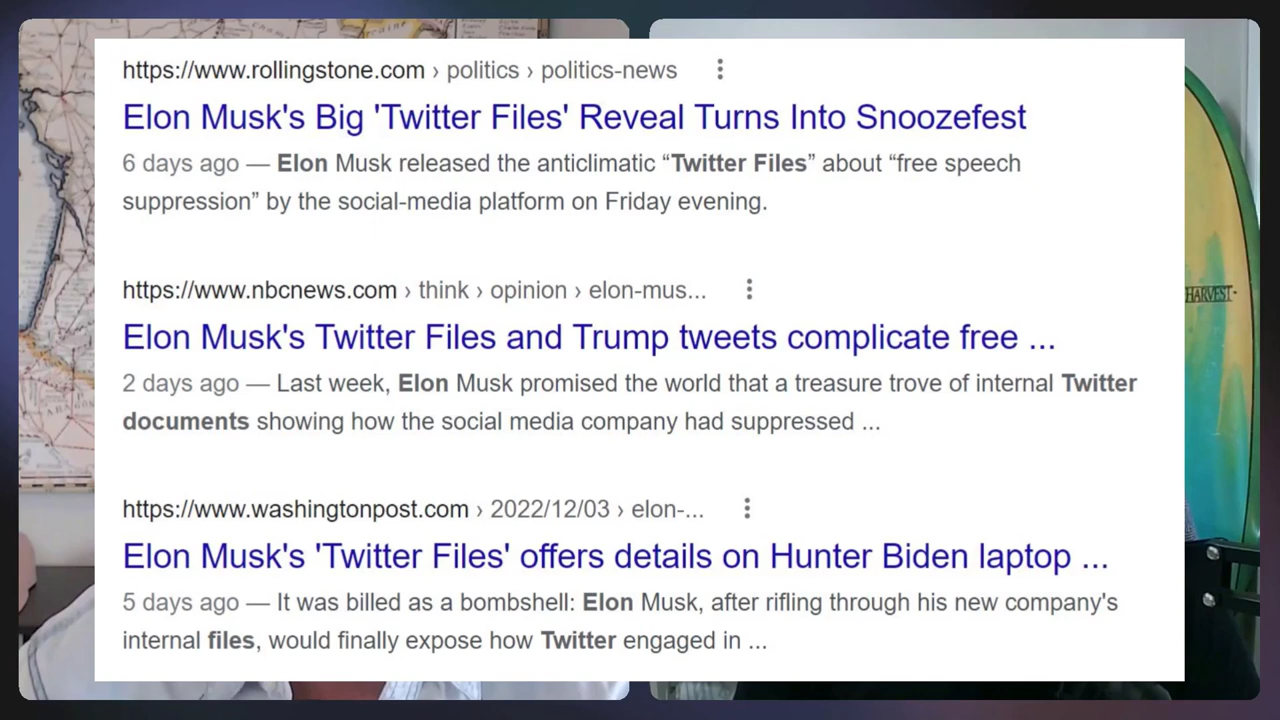 https://www.rollingstone.com › politics › politics-news
Elon Musk's Big 'Twitter Files' Reveal Turns Into Snoozefest
6 days ago — Elon Musk released the anticlimatic “Twitter Files” about “free speech
suppression” by the social-media platform on Friday evening.
https://www.nbcnews.com › think › opinion › elon-mus...
Elon Musk's Twitter Files and Trump tweets complicate free ...
2 days ago — Last week, Elon Musk promised the world that a treasure trove of internal Twitter
documents showing how the social media company had suppressed ...
HARVEST
https://www.washingtonpost.com › 2022/12/03 › elon-...
Elon Musk's 'Twitter Files' offers details on Hunter Biden laptop ...
5 days ago — It was billed as a bombshell: Elon Musk, after rifling through his new company's
internal files, would finally expose how Twitter engaged in ...